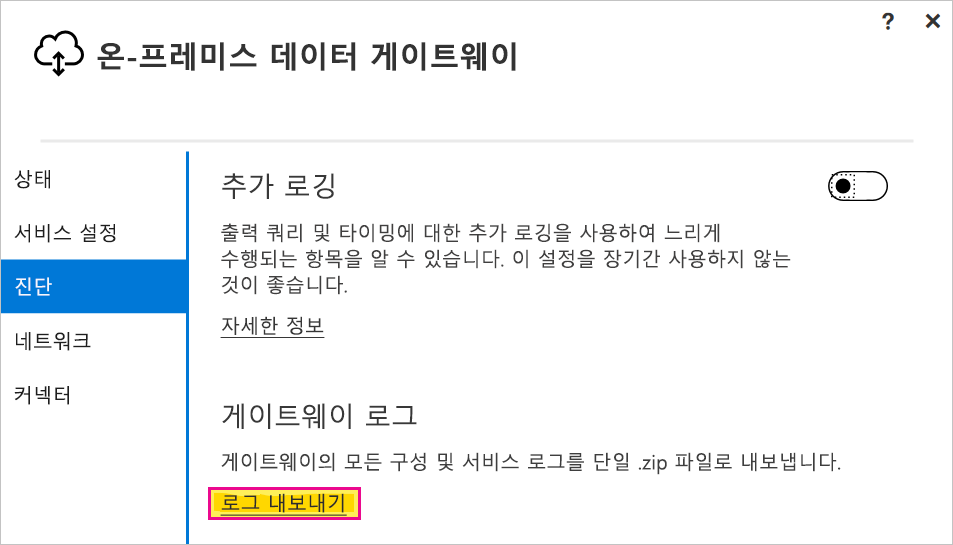 ? ×
온-프레미스 데이터 게이트웨이
상태
서비스 설정
진단
네트워크
커넥터
추가 로깅
출력 쿼리 및 타이밍에 대한 추가 로깅을 사용하여 느리게
수행되는 항목을 알 수 있습니다. 이 설정을 장기간 사용하지 않는
것이 좋습니다.
자세한 정보
게이트웨이 로그
게이트웨이의 모든 구성 및 서비스 로그를 단일 .zip 파일로 내보냅니다.
로그 내보내기